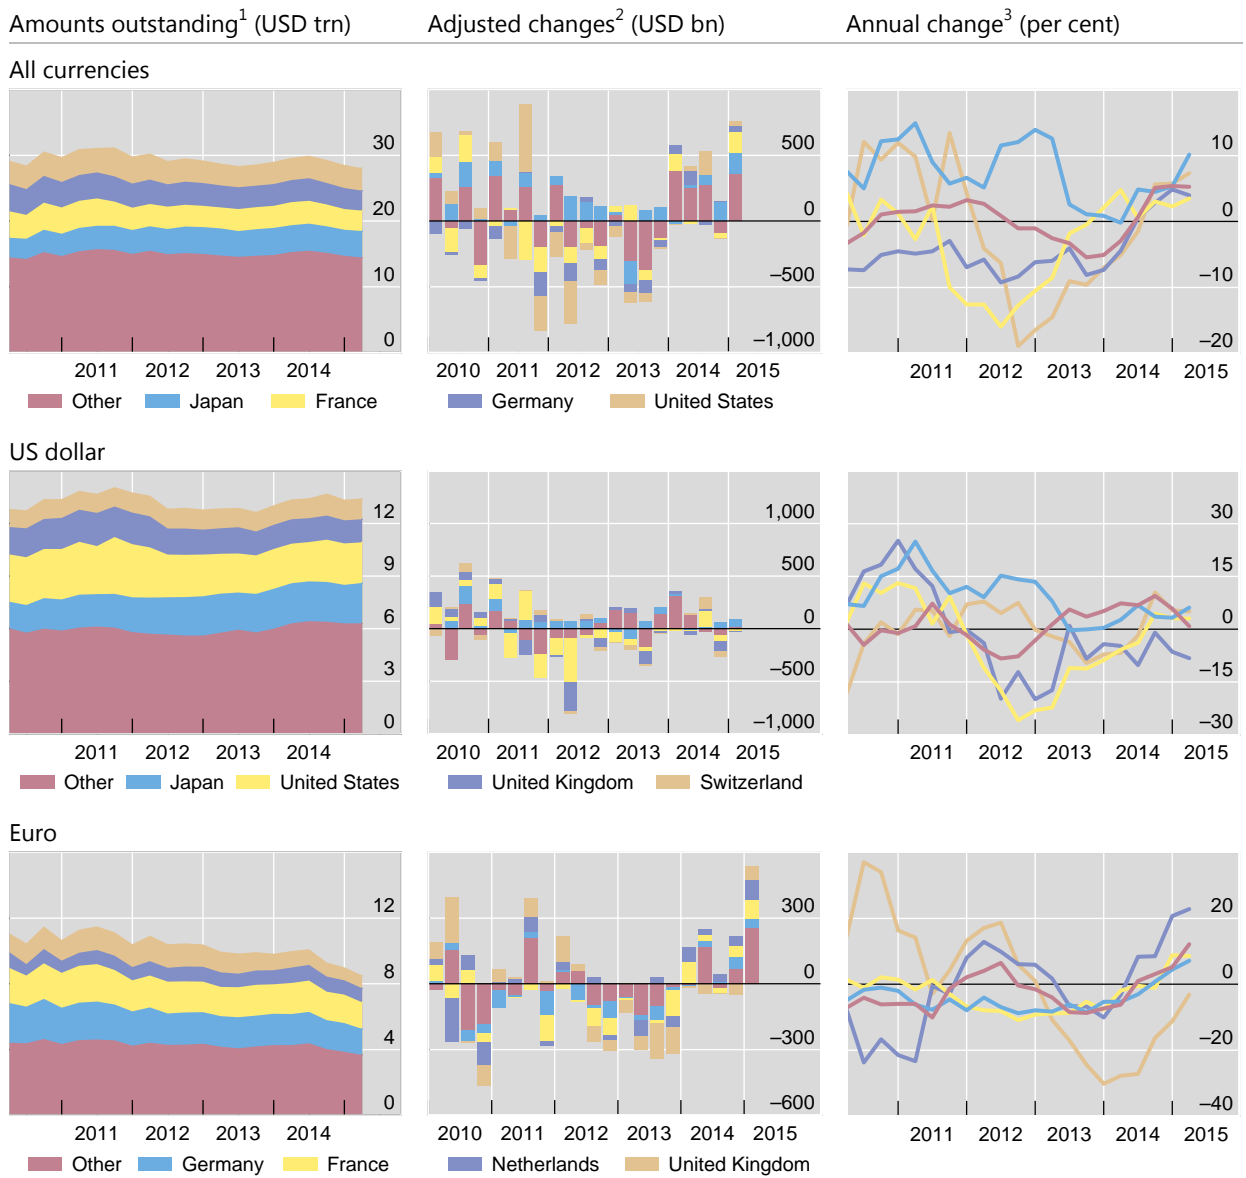 Amounts outstanding1 (USD trn) Adjusted changes2 (USD bn) Annual change3 (per cent)
All currencies
30
20
10
0
2011 2012 2013 2014
500
0
–500
–1,000
2010 2011 2012 2013 2014 2015
10
0
–10
–20
2011 2012 2013 2014 2015
Other Japan France Germany United States
US dollar
12
9
6
3
0
2011 2012 2013 2014
1,000
500
0
–500
–1,000
2010 2011 2012 2013 2014 2015
30
15
0
–15
–30
2011 2012 2013 2014 2015
Other Japan United States United Kingdom Switzerland
Euro
12
8
4
0
2011 2012 2013 2014
300
0
–300
–600
2010 2011 2012 2013 2014 2015
20
0
–20
–40
2011 2012 2013 2014 2015
Other Germany France Netherlands United Kingdom